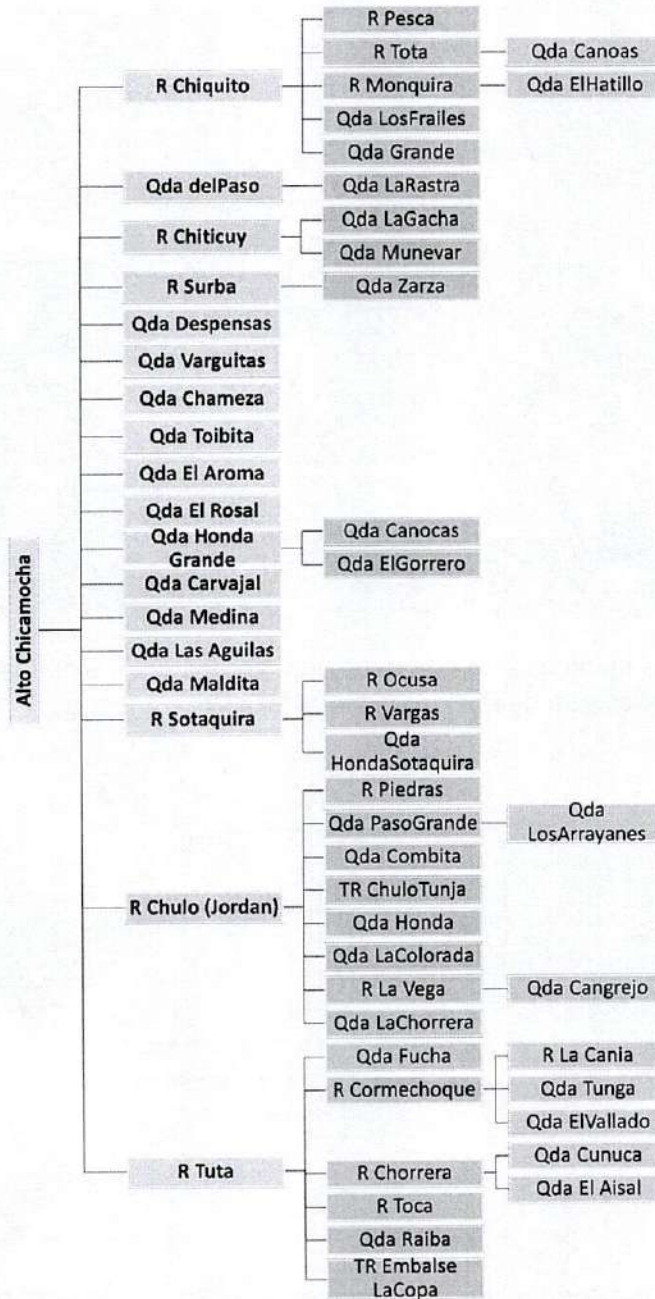 Alto Chicamocha
R Chiquito
R Pesca
R Tota
Qda Canoas
R Monquira
Qda ElHatillo
Qda LosFrailes
Qda Grande
Qda delPaso
Qda LaRastra
R Chiticuy
Qda LaGacha
Qda Munevar
R Surba
Qda Zarza
Qda Despensas
Qda Varguitas
Qda Chameza
Qda Toibita
Qda El Aroma
Qda El Rosal
Qda Honda
Grande
Qda Canocas
Qda ElGorrero
Qda Carvajal
Qda Medina
Qda Las Aguilas
Qda Maldita
R Sotaquira
R Ocusa
R Vargas
Qda
HondaSotaquira
R Chulo (Jordan)
R Piedras
Qda PasoGrande
Qda
LosArrayanes
Qda Combita
TR ChuloTunja
Qda Honda
Qda LaColorada
R La Vega
Qda Cangrejo
Qda LaChorrera
R Tuta
Qda Fucha
R Cormechoque
R La Cania
Qda Tunga
Qda ElVallado
R Chorrera
Qda Cunuca
Qda El Aisal
R Toca
Qda Raiba
TR Embalse
LaCopa